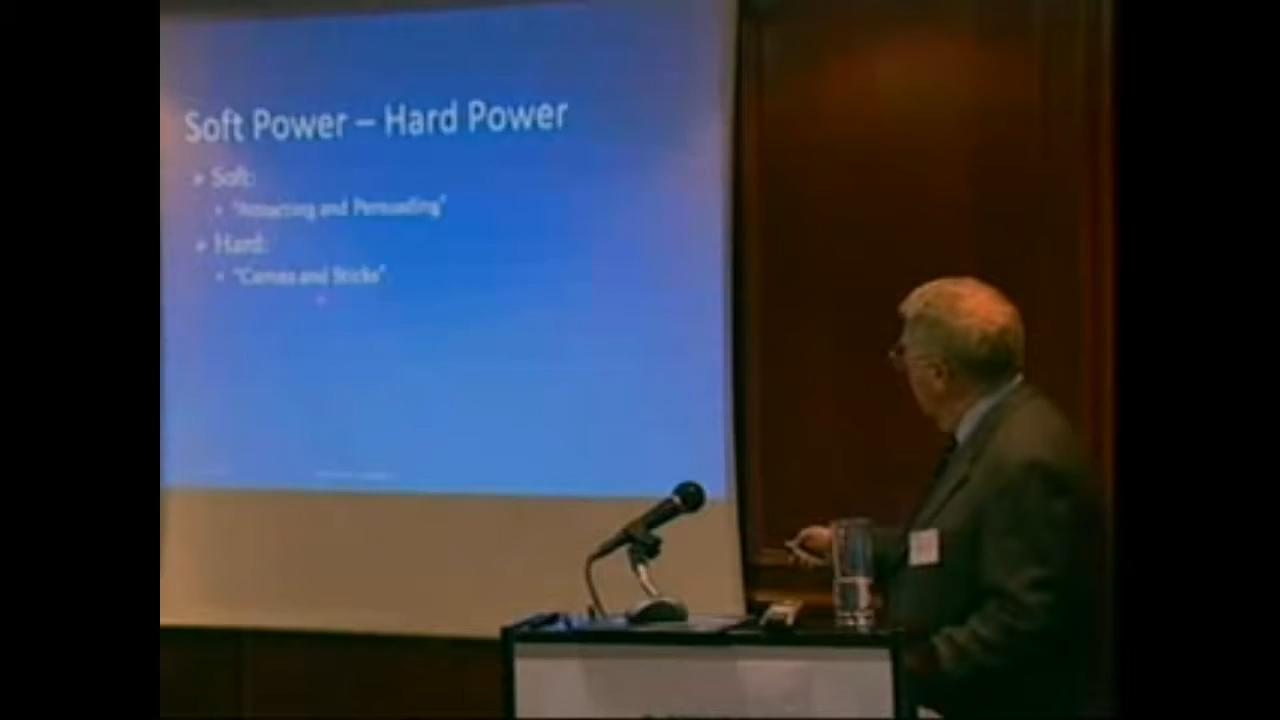 Soft Power – Hard Power
Soft:
"Attracting and Persuading"
Hard:
"Carrots and Sticks"